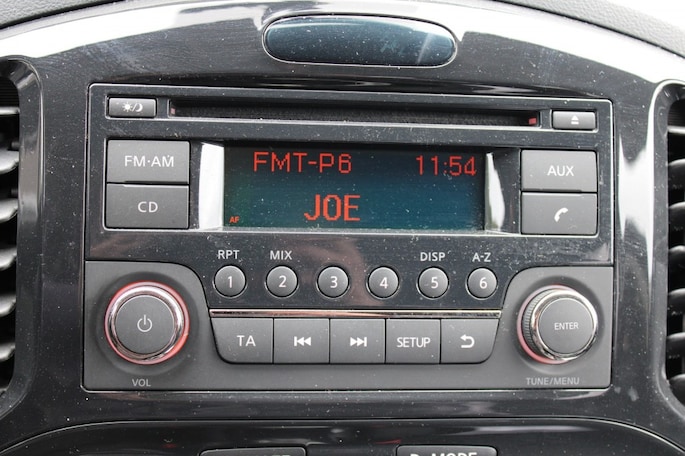 FM·AM
CD
FMT-P6 11:54
JOE
AF
AUX
RPT MIX DISP A-Z
1 2 3 4 5 6
TA SETUP
ENTER
VOL TUNE/MENU
MODE